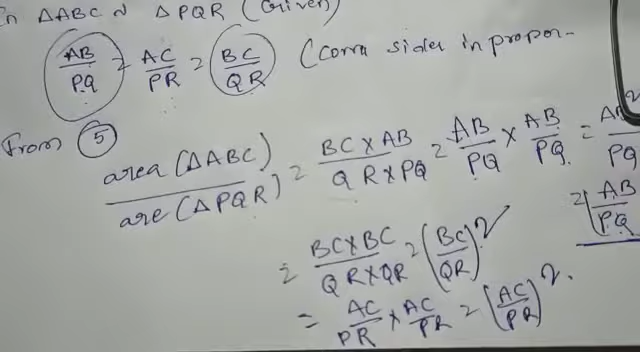 In ΔABC ~ ΔPQR (Given)
AB/PQ = AC/PR = BC/QR (Corra sides in propor-
From (5)
area (ΔABC)/are (ΔPQR) = BC X AB/QR X PQ = AB/PQ X AB/PQ = AB²/PQ
= (AB/PQ
= BC X BC/QR X QR = (BC/QR)²
= AC/PR X AC/PR = (AC/PR)².